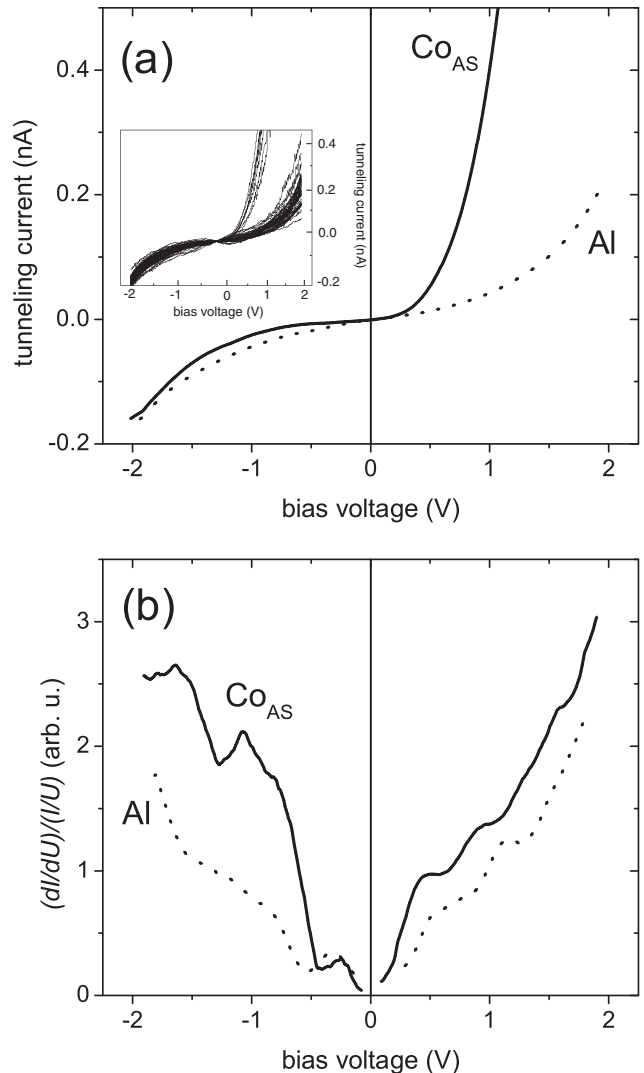 (a)
Co_AS
Al
0.4
0.2
0.0
-0.2
tunneling current (nA)
-2 -1 0 1 2
bias voltage (V)
0.4
0.2
0.0
-0.2
tunneling current (nA)
-2 -1 0 1 2
bias voltage (V)
(b)
Co_AS
Al
3
2
1
0
(dI/dU)/(I/U) (arb. u.)
-2 -1 0 1 2
bias voltage (V)